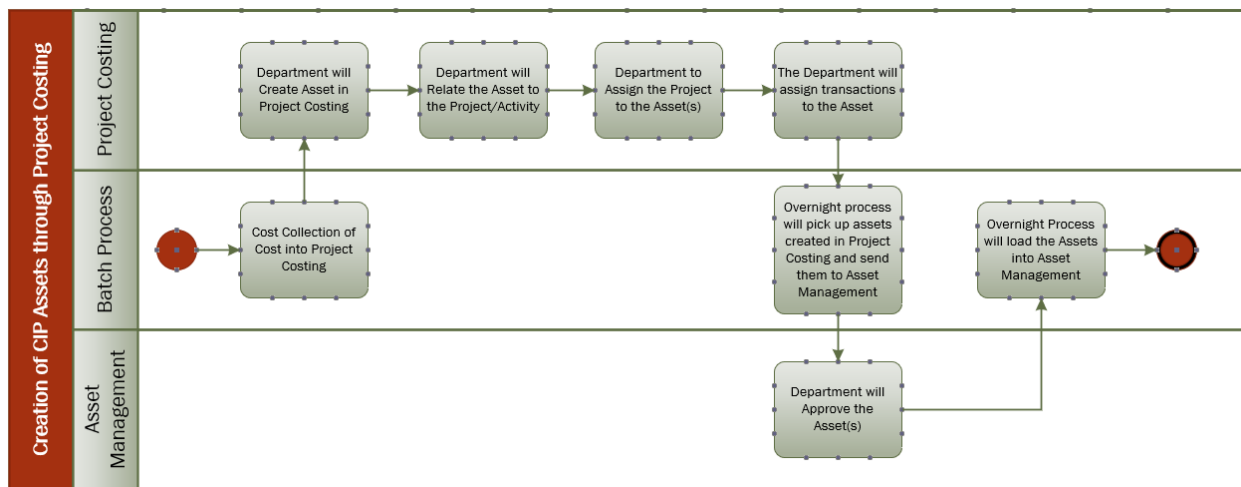 Creation of CIP Assets through Project Costing
Project Costing
Department will
Create Asset in
Project Costing
Department will
Relate the Asset to
the Project/Activity
Department to
Assign the Project
to the Asset(s)
The Department will
assign transactions
to the Asset
Batch Process
Cost Collection of
Cost into Project
Costing
Overnight process
will pick up assets
created in Project
Costing and send
them to Asset
Management
Overnight Process
will load the Assets
into Asset
Management
Asset
Management
Department will
Approve the
Asset(s)